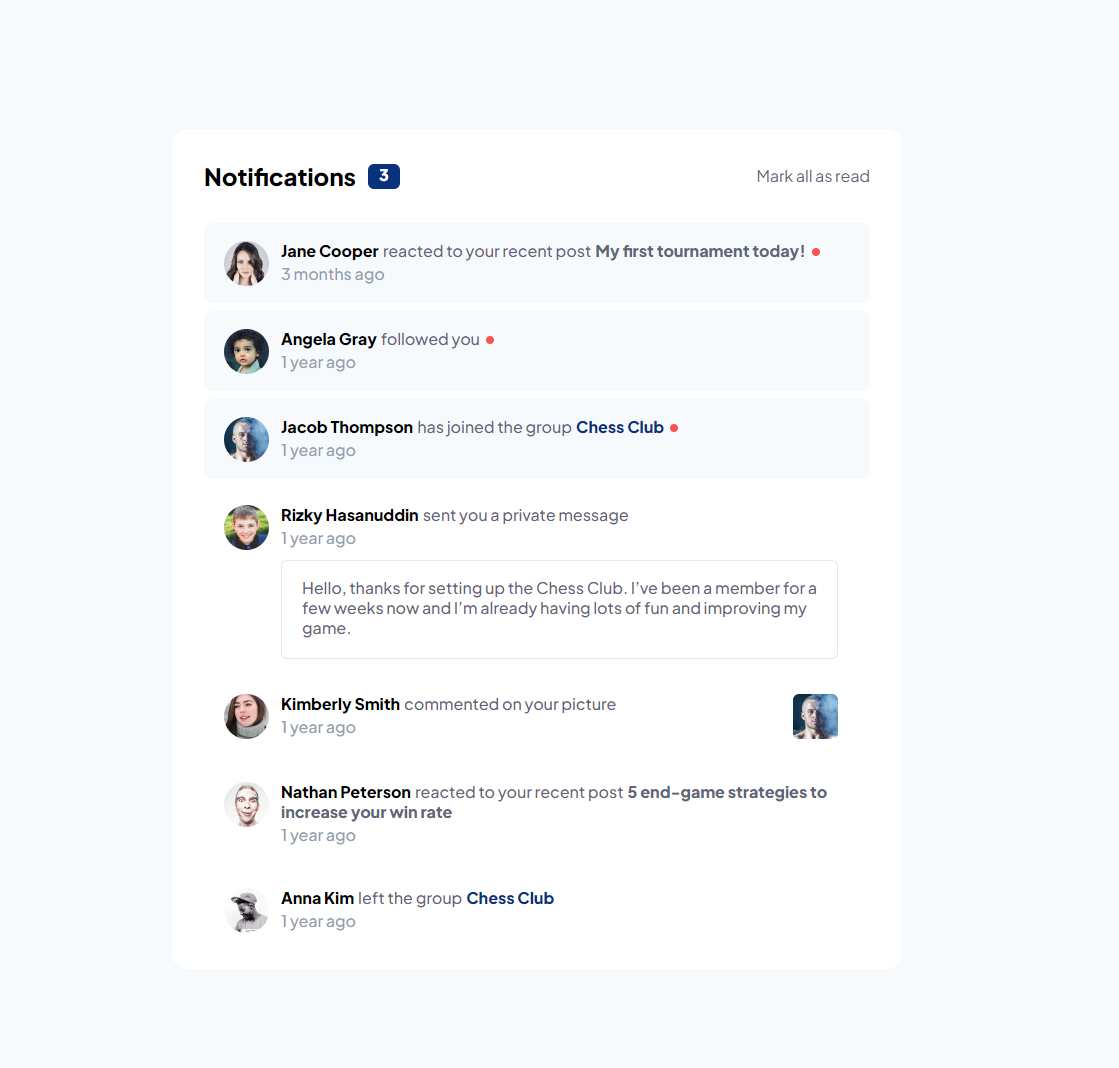 Notifications 3 Mark all as read
Jane Cooper reacted to your recent post My first tournament today!
3 months ago
Angela Gray followed you
1 year ago
Jacob Thompson has joined the group Chess Club
1 year ago
Rizky Hasanuddin sent you a private message
1 year ago
Hello, thanks for setting up the Chess Club. I’ve been a member for a
few weeks now and I’m already having lots of fun and improving my
game.
Kimberly Smith commented on your picture
1 year ago
Nathan Peterson reacted to your recent post 5 end-game strategies to
increase your win rate
1 year ago
Anna Kim left the group Chess Club
1 year ago